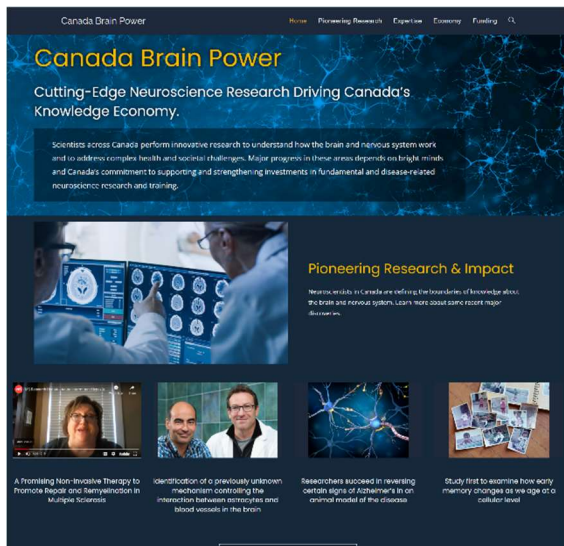 Canada Brain Power
Home Pioneering Research Expertise Economy Funding
Canada Brain Power
Cutting-Edge Neuroscience Research Driving Canada's
Knowledge Economy.
Scientists across Canada perform innovative research to understand how the brain and nervous system work
and to address complex health and societal challenges. Major progress in these areas depends on bright minds
and Canada's commitment to supporting and strengthening investments in fundamental and disease-related
neuroscience research and training.
Pioneering Research & Impact
Neuroscientists in Canada are defining the boundaries of knowledge about
the brain and nervous system. Learn more about some recent major
discoveries.
A Promising Non-Invasive Therapy to
Promote Repair and Remyelination in
Multiple Sclerosis
Identification of a previously unknown
mechanism controlling the
interaction between astrocytes and
blood vessels in the brain
Researchers succeed in reversing
certain signs of Alzheimer's in an
animal model of the disease
Study first to examine how early
memory changes as we age at a
cellular level